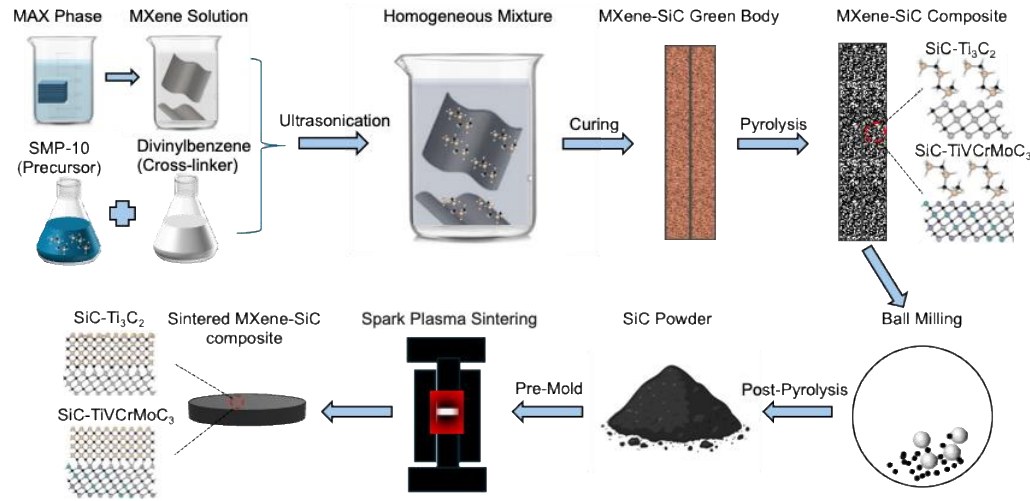 MAX Phase
MXene Solution
Homogeneous Mixture
MXene-SiC Green Body
MXene-SiC Composite
SiC-Ti₃C₂
Ultrasonication
Curing
Pyrolysis
SMP-10
(Precursor)
Divinylbenzene
(Cross-linker)
SiC-TiVCrMoC₃
SiC-Ti₃C₂
Sintered MXene-SiC
composite
Spark Plasma Sintering
SiC Powder
Ball Milling
Pre-Mold
Post-Pyrolysis
SiC-TiVCrMoC₃